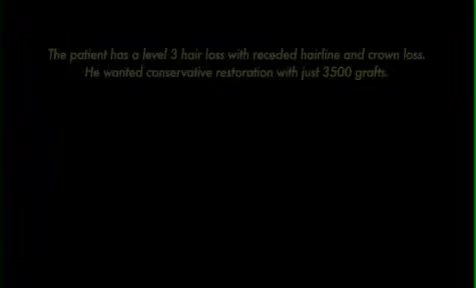 The patient has a level 3 hair loss with receded hairline and crown loss.
He wanted conservative restoration with just 3500 grafts.